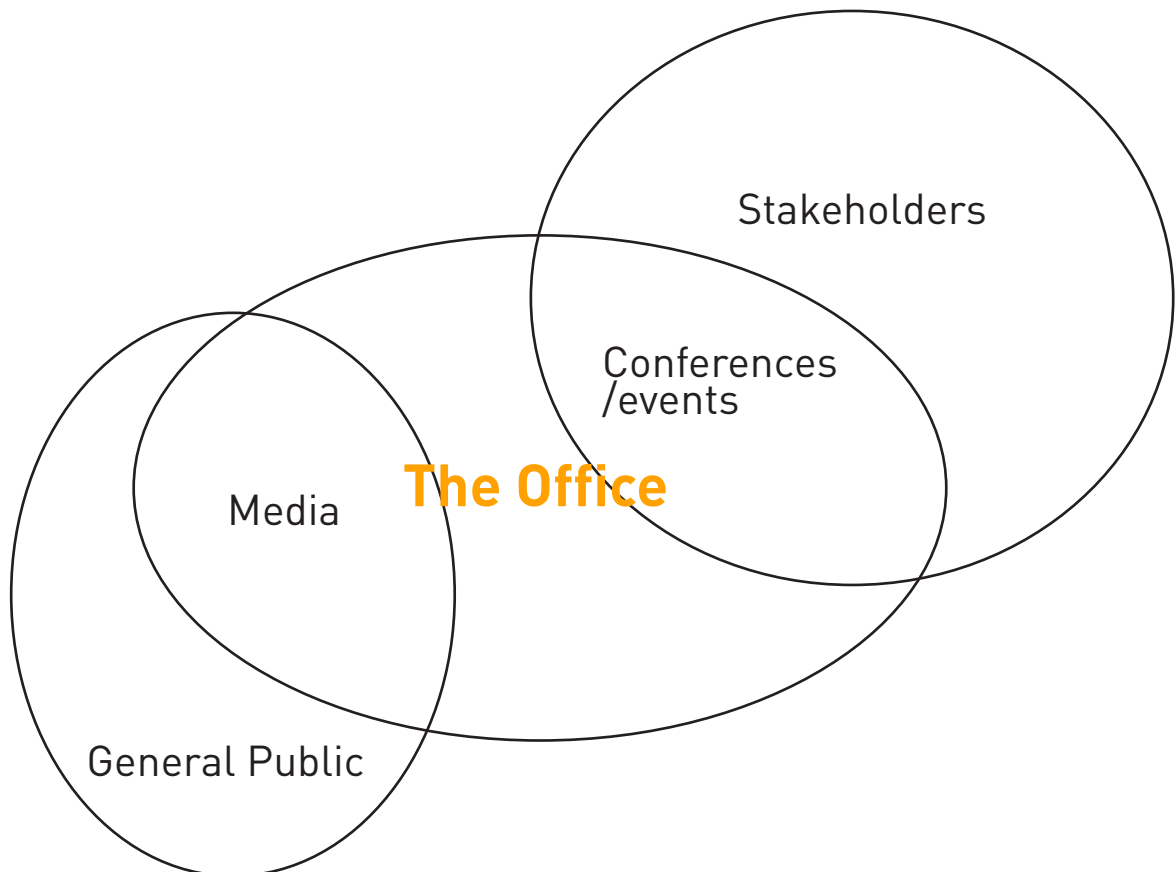 Stakeholders
Conferences
/events
The Office
Media
General Public